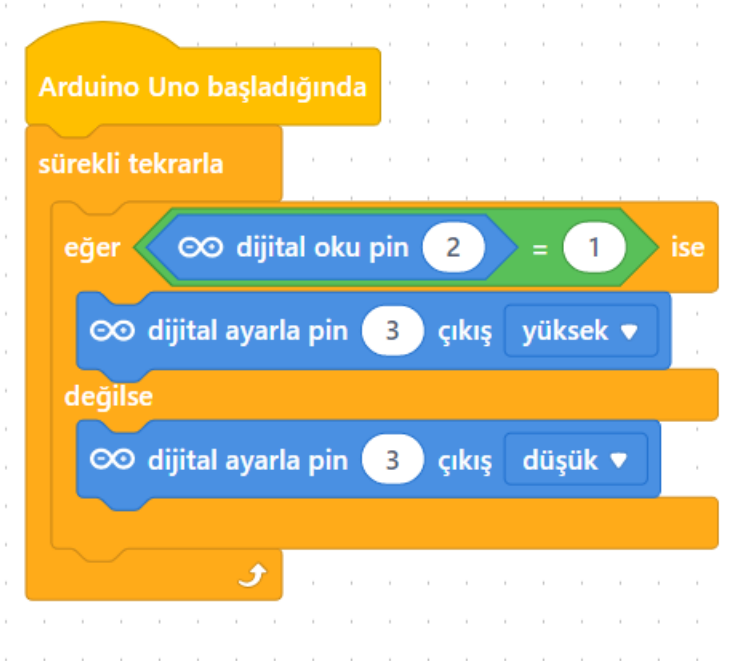 Arduino Uno başladığında
sürekli tekrarla
eğer dijital oku pin 2 = 1 ise
dijital ayarla pin 3 çıkış yüksek
değilse
dijital ayarla pin 3 çıkış düşük